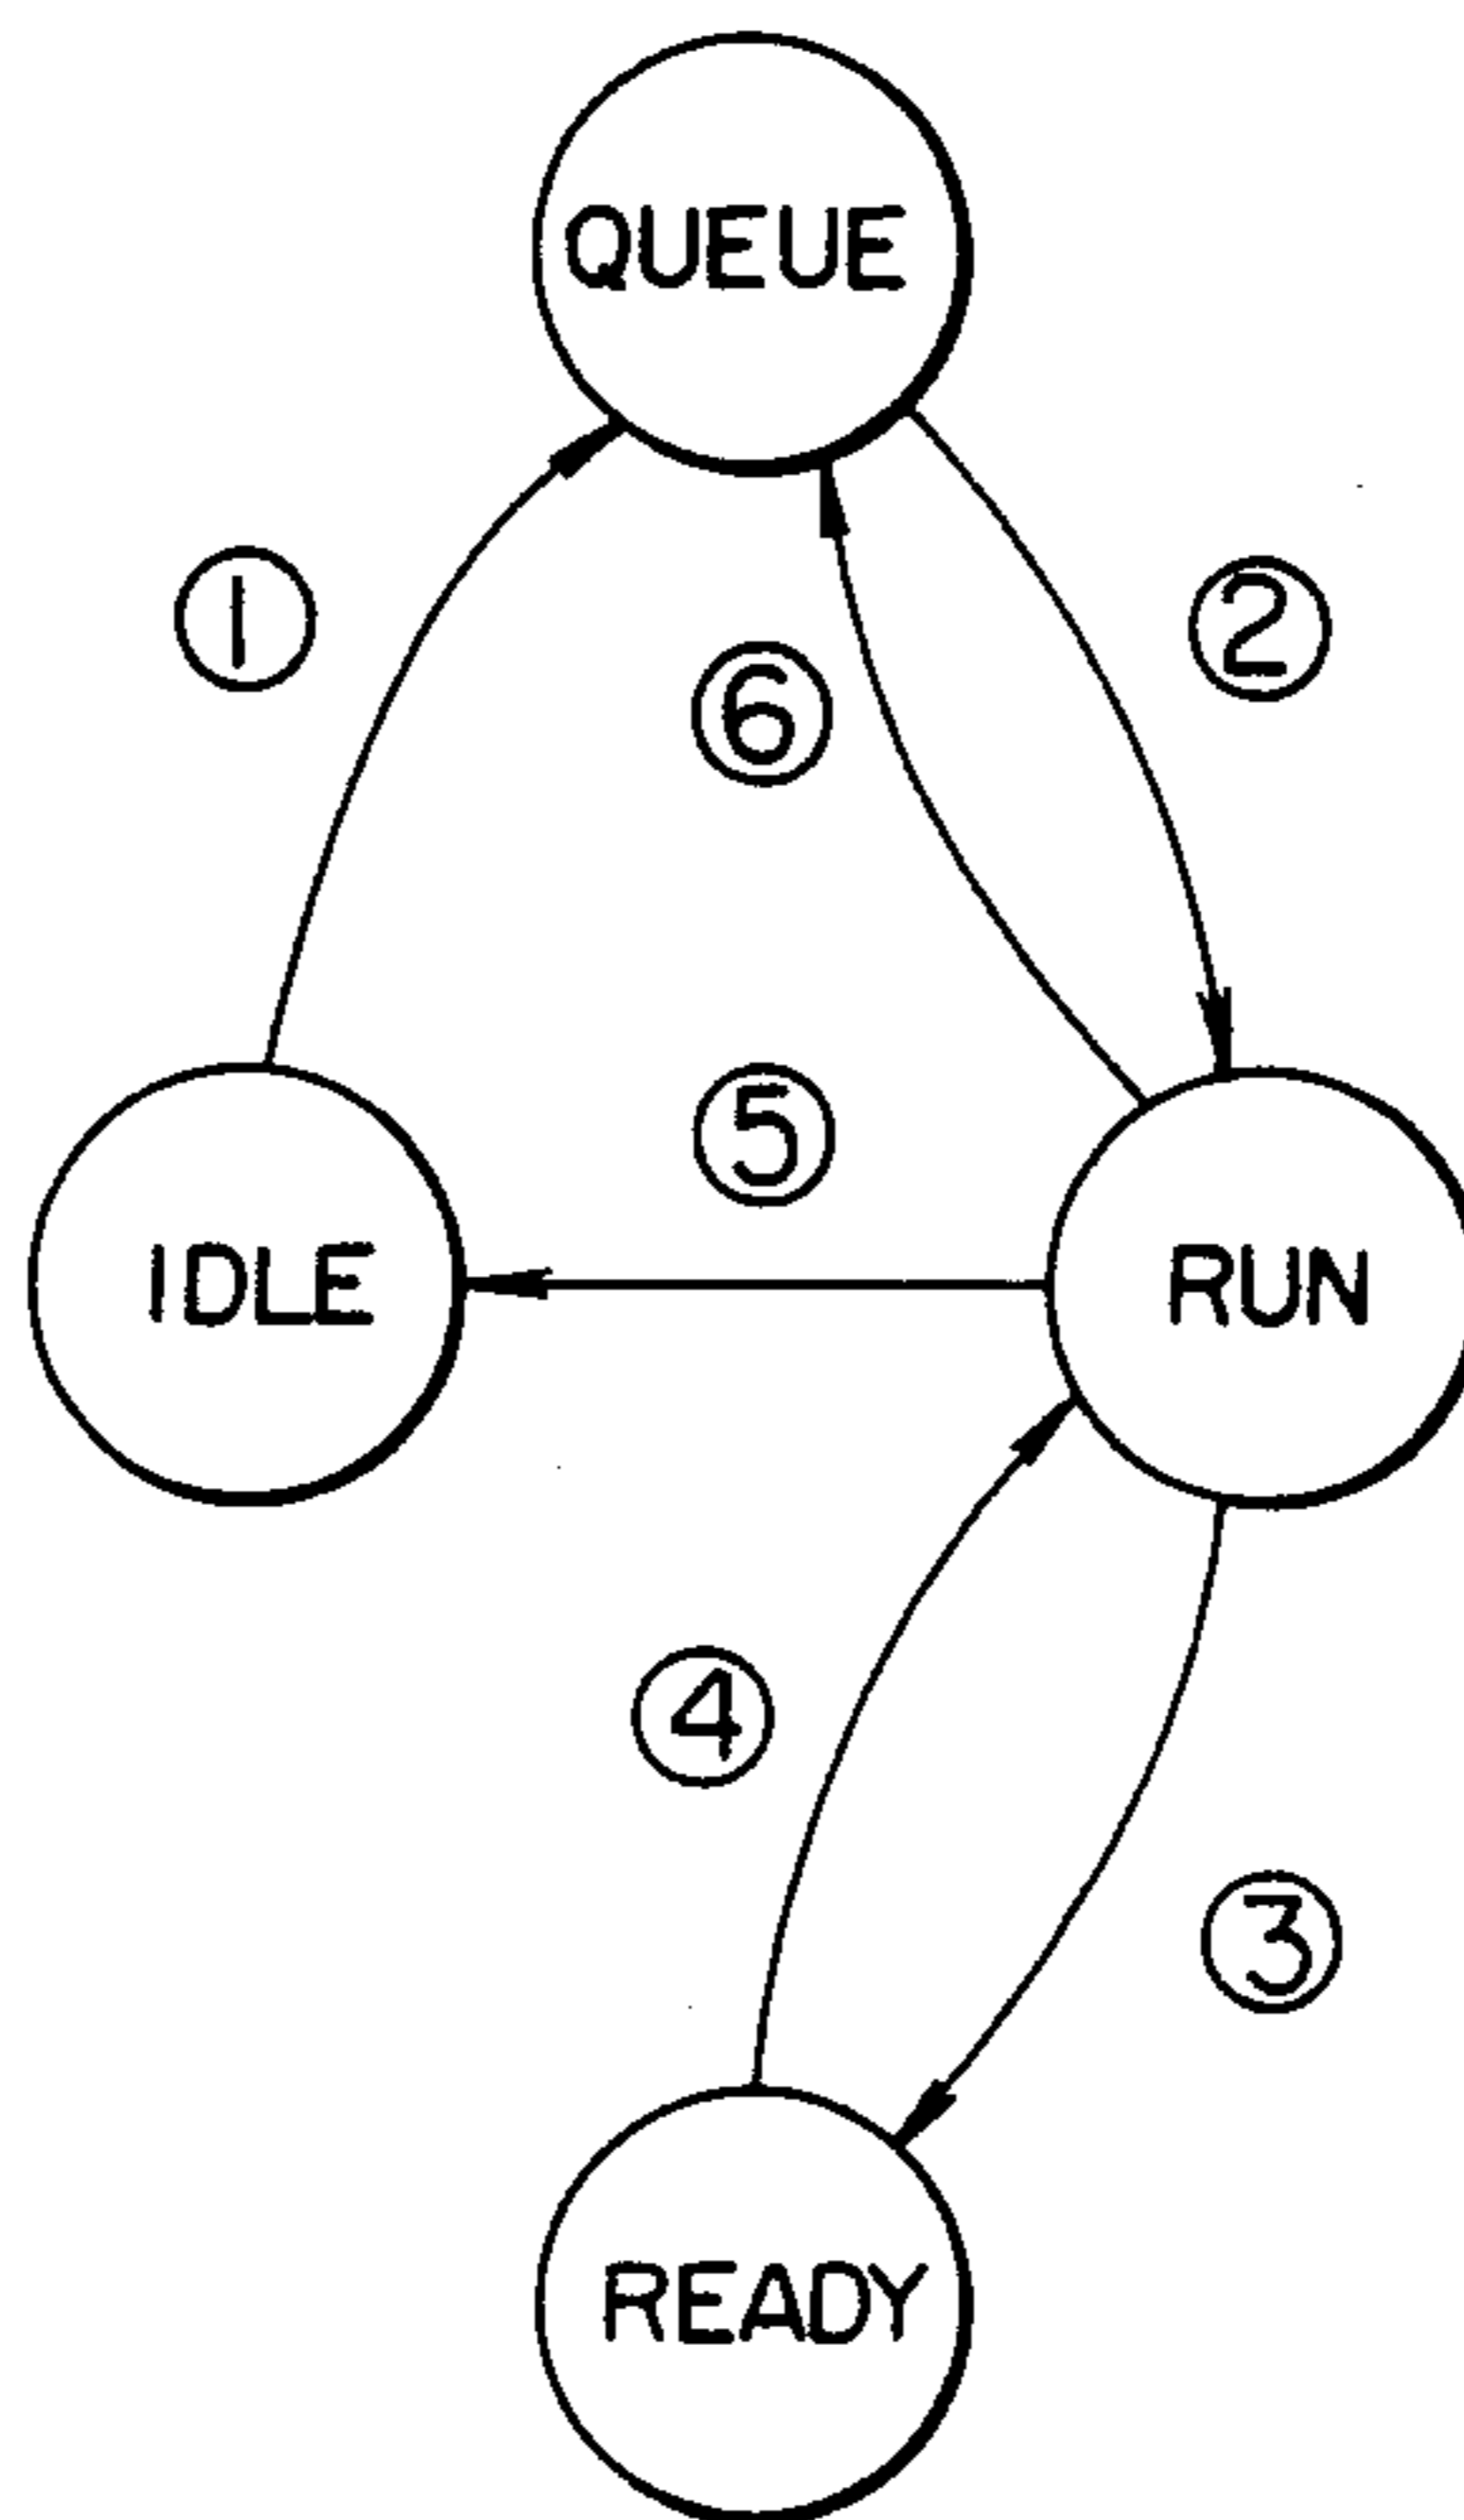 QUEUE
①
②
⑥
⑤
IDLE
RUN
④
③
READY